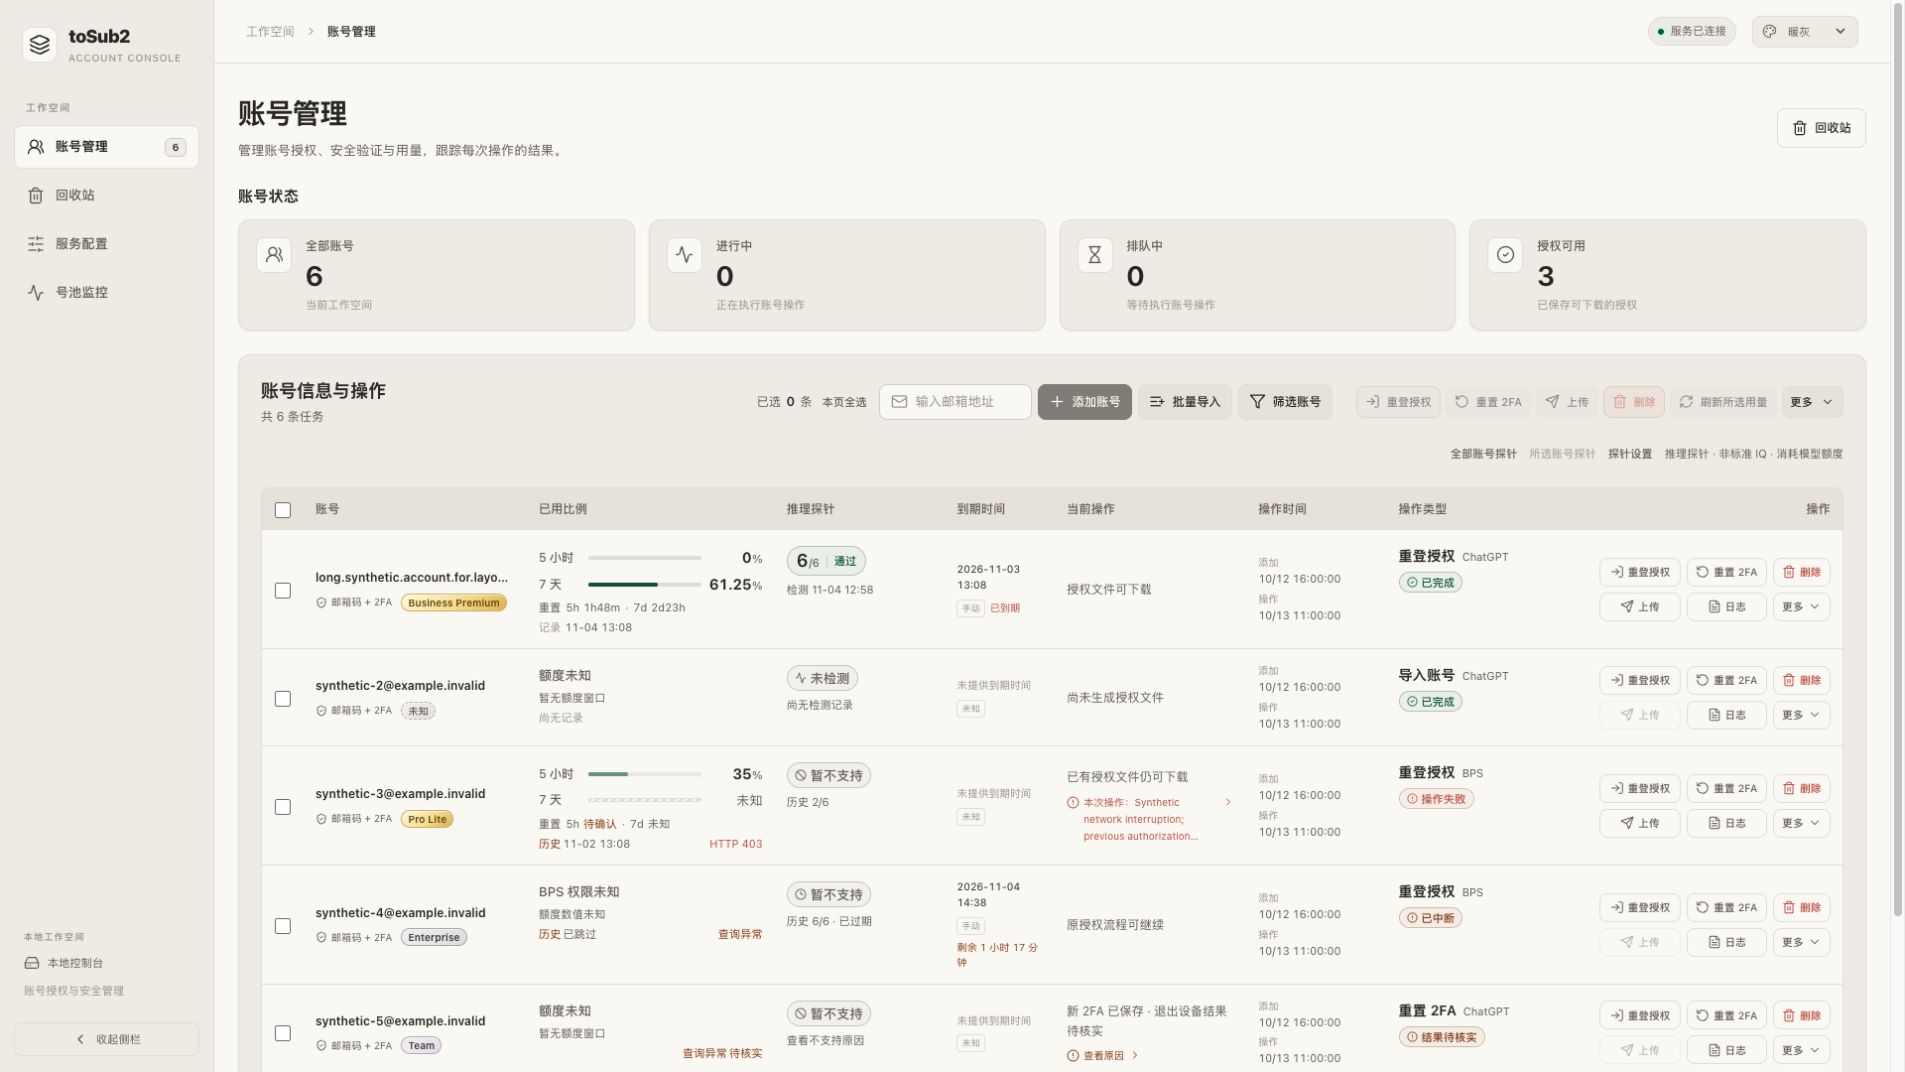 toSub2
ACCOUNT CONSOLE
工作空间
账号管理 6
回收站
服务配置
号池监控
本地工作空间
本地控制台
账号授权与安全管理
收起侧栏
工作空间 账号管理
服务已连接
暖灰
账号管理
管理账号授权、安全验证与用量，跟踪每次操作的结果。
回收站
账号状态
全部账号
6
当前工作空间
进行中
0
正在执行账号操作
排队中
0
等待执行账号操作
授权可用
3
已保存可下载的授权
账号信息与操作
共 6 条任务
已选 0 条 本页全选 输入邮箱地址 添加账号 批量导入 筛选账号 重登授权 重置 2FA 上传 删除 刷新所选用量 更多
全部账号探针 所选账号探针 探针设置 推理探针 · 非标准 IQ · 消耗模型额度
账号 已用比例 推理探针 到期时间 当前操作 操作时间 操作类型 操作
long.synthetic.account.for.layo...
邮箱码 + 2FA Business Premium
5 小时 0%
7 天 61.25%
重置 5h 1h48m · 7d 2d23h
记录 11-04 13:08
6/6 通过
检测 11-04 12:58
2026-11-03
13:08
手动 已到期
授权文件可下载
添加
10/12 16:00:00
操作
10/13 11:00:00
重登授权 ChatGPT
已完成
重登授权 重置 2FA 删除
上传 日志 更多
synthetic-2@example.invalid
邮箱码 + 2FA 未知
额度未知
暂无额度窗口
尚无记录
未检测
尚无检测记录
未提供到期时间
未知
尚未生成授权文件
添加
10/12 16:00:00
操作
10/13 11:00:00
导入账号 ChatGPT
已完成
重登授权 重置 2FA 删除
上传 日志 更多
synthetic-3@example.invalid
邮箱码 + 2FA Pro Lite
5 小时 35%
7 天 未知
重置 5h 待确认 · 7d 未知
历史 11-02 13:08 HTTP 403
暂不支持
历史 2/6
未提供到期时间
未知
已有授权文件仍可下载
本次操作：Synthetic
network interruption;
previous authorization...
添加
10/12 16:00:00
操作
10/13 11:00:00
重登授权 BPS
操作失败
重登授权 重置 2FA 删除
上传 日志 更多
synthetic-4@example.invalid
邮箱码 + 2FA Enterprise
BPS 权限未知
额度数值未知
历史 已跳过 查询异常
暂不支持
历史 6/6 · 已过期
2026-11-04
14:38
手动
剩余 1 小时 17 分
钟
原授权流程可继续
添加
10/12 16:00:00
操作
10/13 11:00:00
重登授权 BPS
已中断
重登授权 重置 2FA 删除
上传 日志 更多
synthetic-5@example.invalid
邮箱码 + 2FA Team
额度未知
暂无额度窗口
查询异常 待核实
暂不支持
查看不支持原因
未提供到期时间
未知
新 2FA 已保存 · 退出设备结果
待核实
查看原因
添加
10/12 16:00:00
操作
10/13 11:00:00
重置 2FA ChatGPT
结果待核实
重登授权 重置 2FA 删除
上传 日志 更多